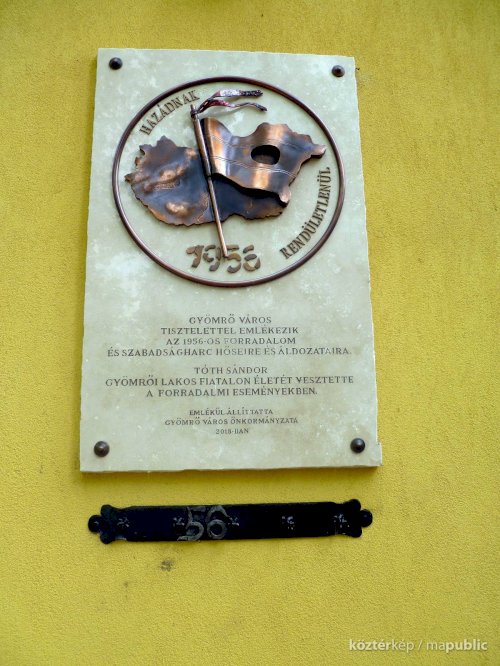 HAZÁDNAK
RENDÜLETLENÜL
1956
GYÖMRŐ VÁROS
TISZTELETTEL EMLÉKEZIK
AZ 1956-OS FORRADALOM
ÉS SZABADSÁGHARC HŐSEIRE ÉS ÁLDOZATAIRA.
TÓTH SÁNDOR
GYÖMRŐI LAKOS FIATALON ÉLETÉT VESZTETTE
A FORRADALMI ESEMÉNYEKBEN.
EMLÉKÜL ÁLLÍTTATTA
GYÖMRŐ VÁROS ÖNKORMÁNYZATA
2016-BAN
56
köztérkép / mapublic